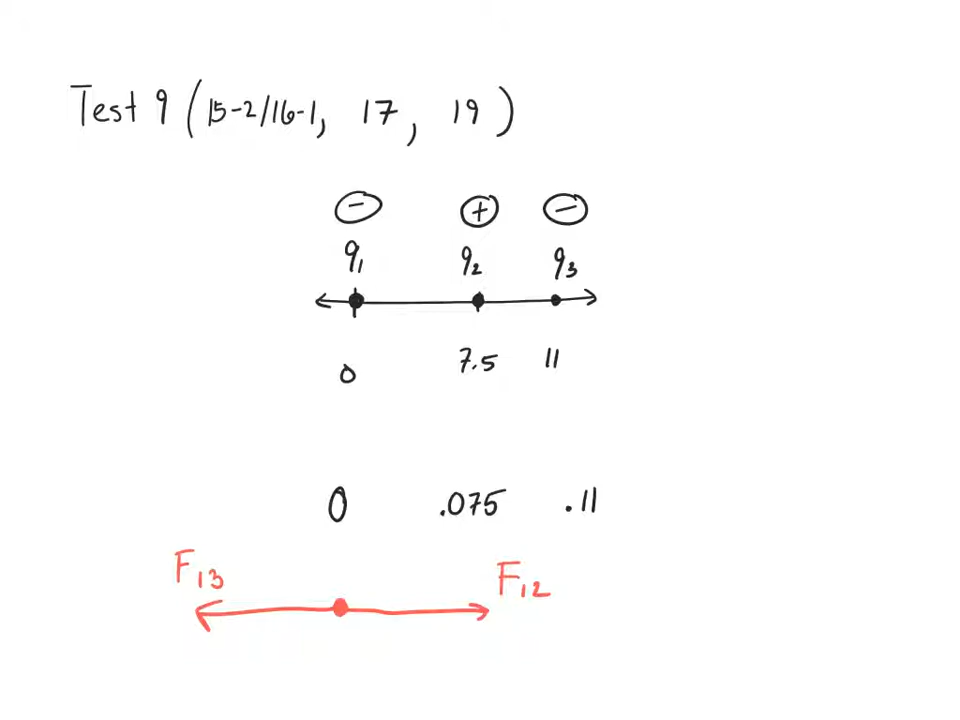 Test 9 (15-2/16-1, 17, 19)
- + -
q1 q2 q3
0 7.5 11
0 .075 .11
F13 F12